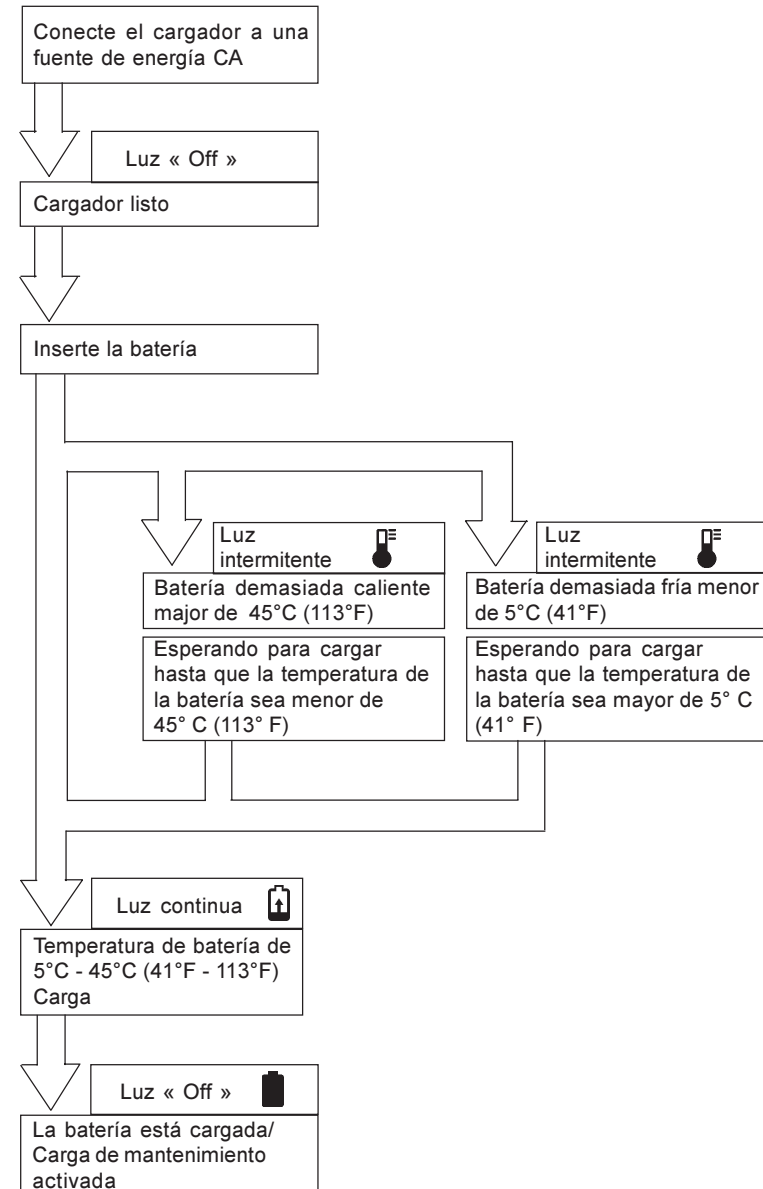 Conecte el cargador a una
fuente de energía CA
Luz « Off »
Cargador listo
Inserte la batería
Luz
intermitente
Batería demasiada caliente
major de 45°C (113°F)
Esperando para cargar
hasta que la temperatura de
la batería sea menor de
45° C (113° F)
Luz
intermitente
Batería demasiada fría menor
de 5°C (41°F)
Esperando para cargar
hasta que la temperatura de
la batería sea mayor de 5° C
(41° F)
Luz continua
Temperatura de batería de
5°C - 45°C (41°F - 113°F)
Carga
Luz « Off »
La batería está cargada/
Carga de mantenimiento
activada